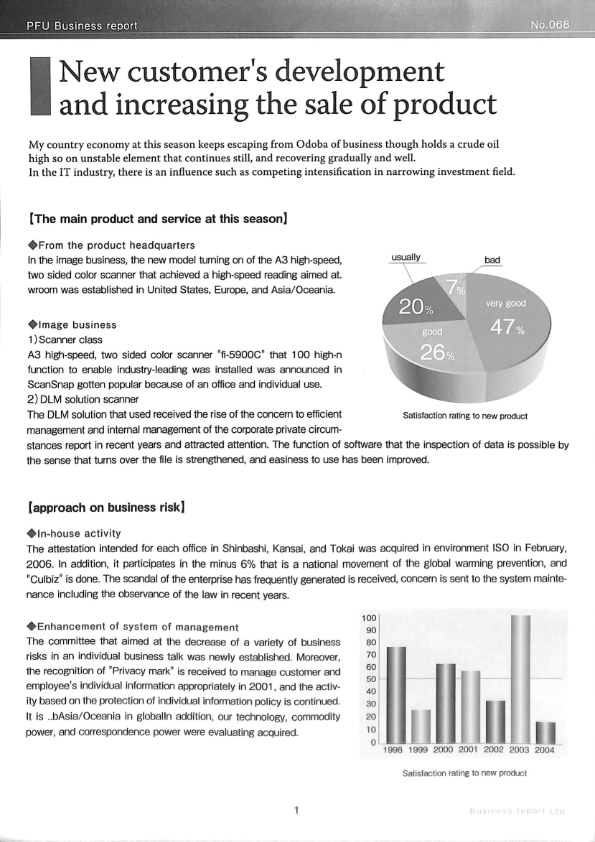 PFU Business report
No.068
New customer's development
and increasing the sale of product
My country economy at this season keeps escaping from Odoba of business though holds a crude oil
high so on unstable element that continues still, and recovering gradually and well.
In the IT industry, there is an influence such as competing intensification in narrowing investment field.
【The main product and service at this season】
◆From the product headquarters
In the image business, the new model turning on of the A3 high-speed,
two sided color scanner that achieved a high-speed reading aimed at.
wroom was established in United States, Europe, and Asia/Oceania.
◆Image business
1)Scanner class
A3 high-speed, two sided color scanner "fi-5900C" that 100 high-n
function to enable industry-leading was installed was announced in
ScanSnap gotten popular because of an office and individual use.
2)DLM solution scanner
The DLM solution that used received the rise of the concern to efficient
management and internal management of the corporate private circum-
stances report in recent years and attracted attention. The function of software that the inspection of data is possible by
the sense that turns over the file is strengthened, and easiness to use has been improved.
usually
bad
7%
20%
very good
47%
good
26%
Satisfaction rating to new product
【approach on business risk】
◆In-house activity
The attestation intended for each office in Shinbashi, Kansai, and Tokai was acquired in environment ISO in February,
2006. In addition, it participates in the minus 6% that is a national movement of the global warming prevention, and
"Culbiz" is done. The scandal of the enterprise has frequently generated is received, concern is sent to the system mainte-
nance including the observance of the law in recent years.
◆Enhancement of system of management
The committee that aimed at the decrease of a variety of business
risks in an individual business talk was newly established. Moreover,
the recognition of "Privacy mark" is received to manage customer and
employee's individual information appropriately in 2001, and the activ-
ity based on the protection of individual information policy is continued.
It is ..bAsia/Oceania in globalIn addition, our technology, commodity
power, and correspondence power were evaluating acquired.
100
90
80
70
60
50
40
30
20
10
0
1998 1999 2000 2001 2002 2003 2004
Satisfaction rating to new product
1
Business report Ltd